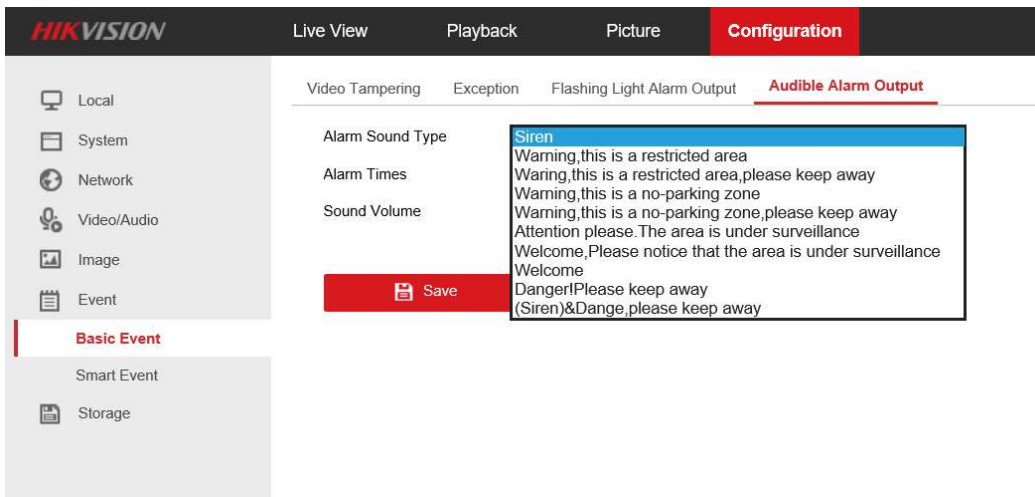 HIKVISION
Live View Playback Picture Configuration
Local
System
Network
Video/Audio
Image
Event
Basic Event
Smart Event
Storage
Video Tampering Exception Flashing Light Alarm Output Audible Alarm Output
Alarm Sound Type
Alarm Times
Sound Volume
Siren
Warning,this is a restricted area
Waring,this is a restricted area,please keep away
Warning,this is a no-parking zone
Warning,this is a no-parking zone,please keep away
Attention please.The area is under surveillance
Welcome,Please notice that the area is under surveillance
Welcome
Danger!Please keep away
(Siren)&Dange,please keep away
Save